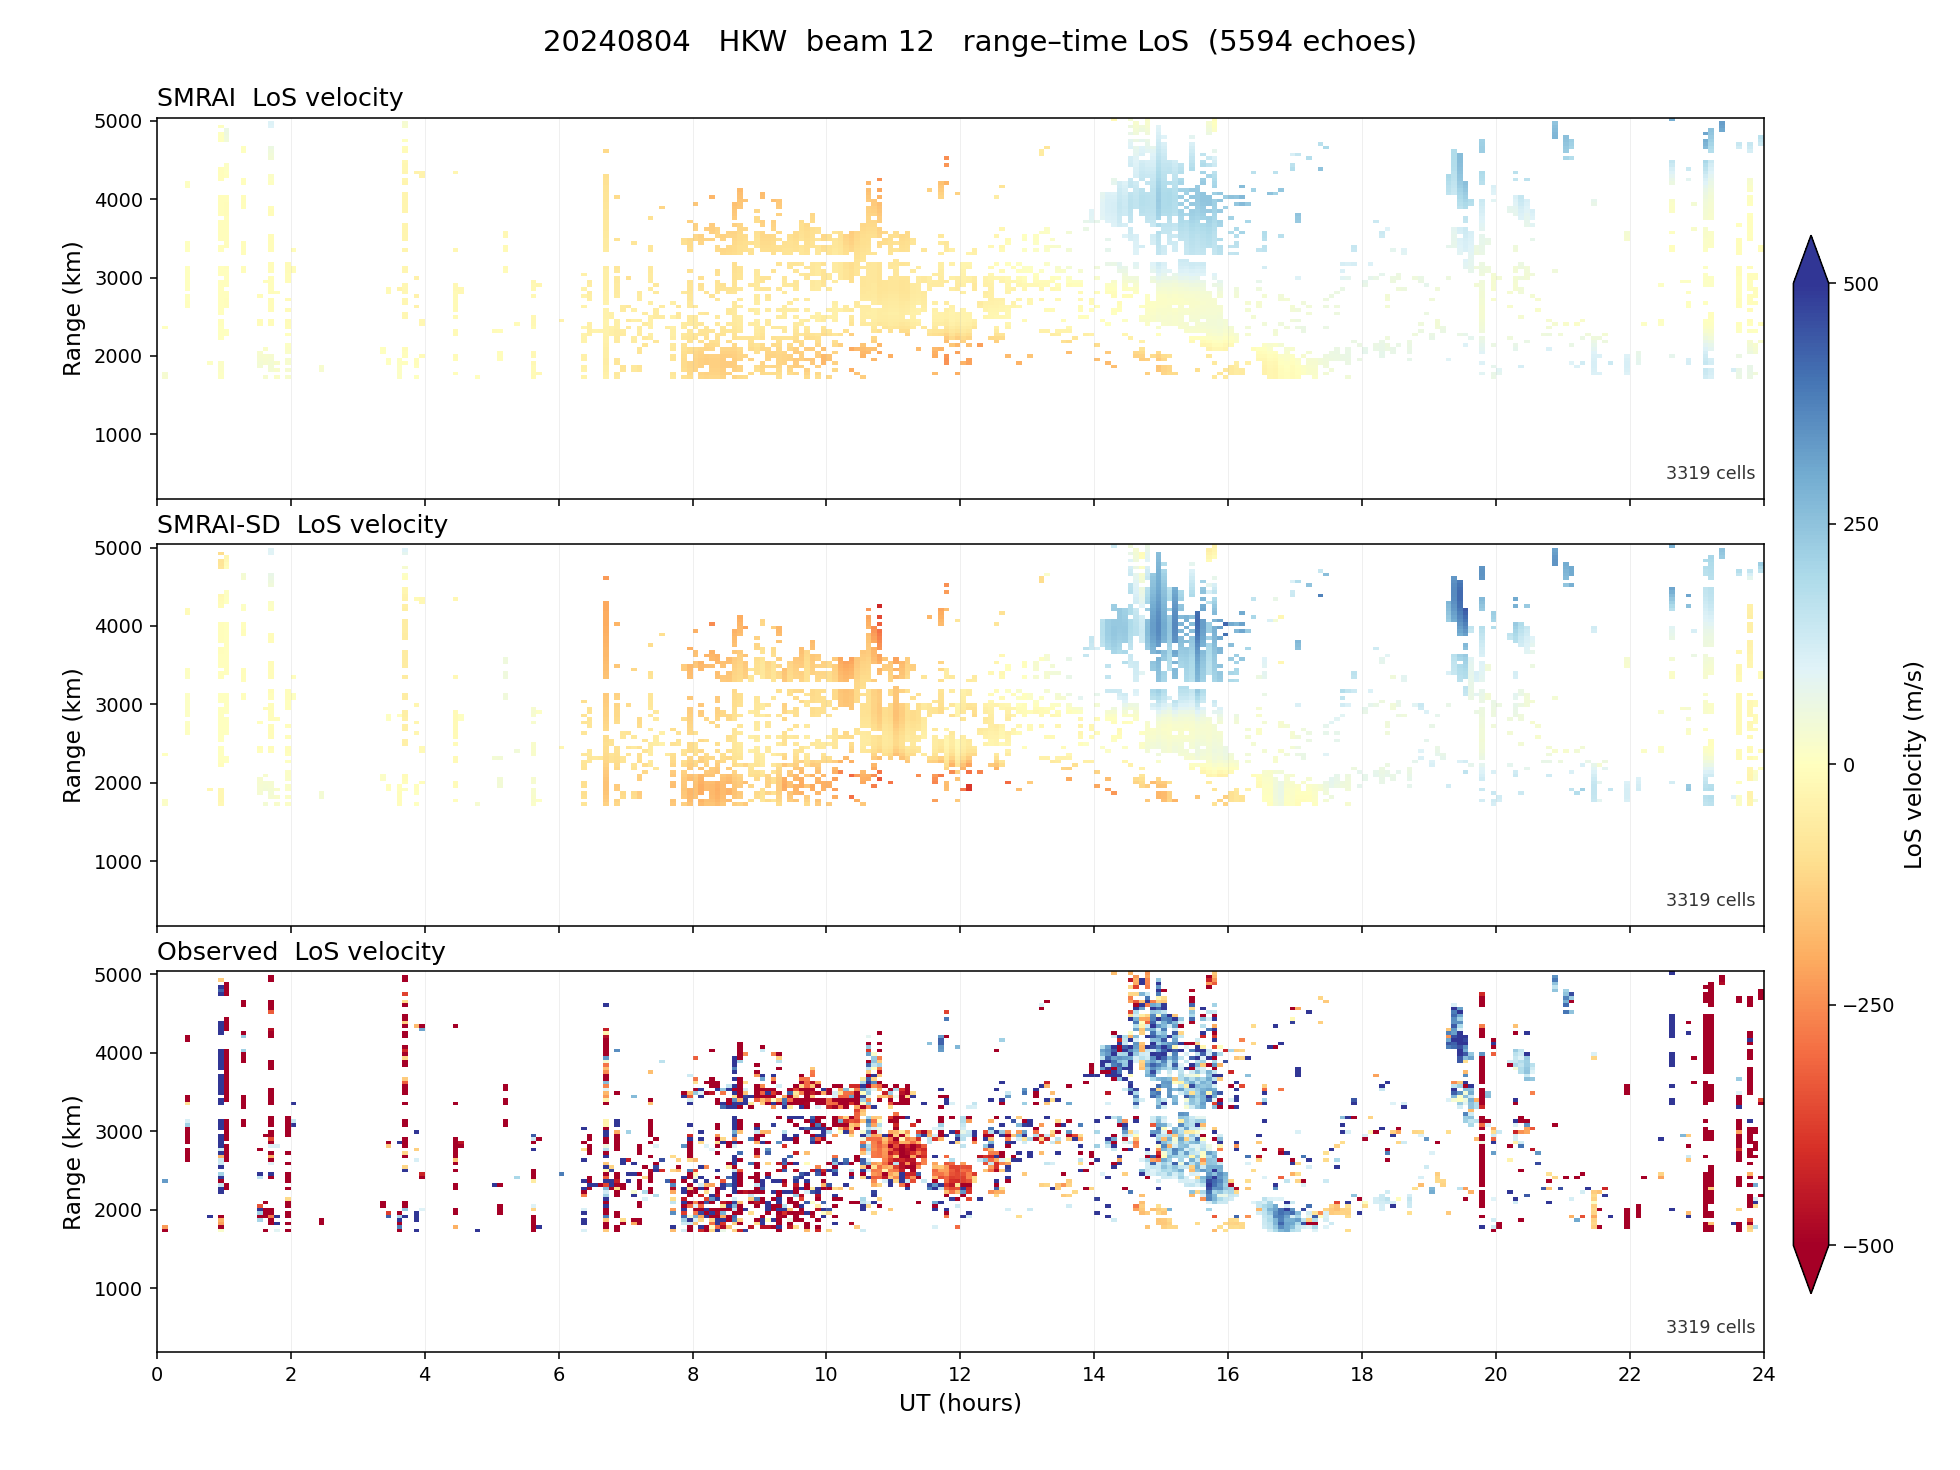 20240804   HKW  beam 12   range–time LoS  (5594 echoes)
SMRAI  LoS velocity
5000
4000
3000
2000
1000
Range (km)
3319 cells
SMRAI-SD  LoS velocity
5000
4000
3000
2000
1000
Range (km)
3319 cells
Observed  LoS velocity
5000
4000
3000
2000
1000
Range (km)
3319 cells
0 2 4 6 8 10 12 14 16 18 20 22 24
UT (hours)
500
250
0
−250
−500
LoS velocity (m/s)